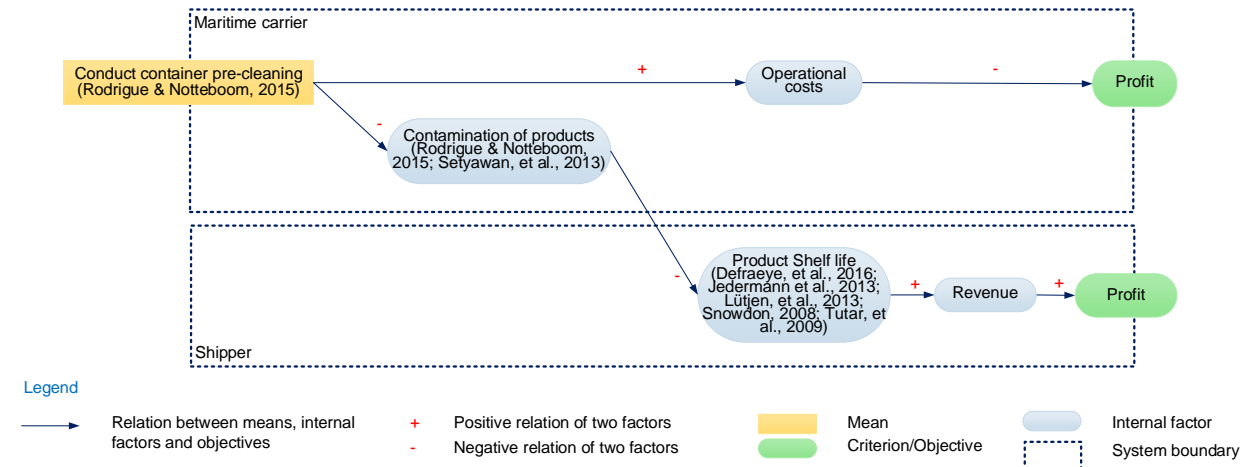 Maritime carrier
Conduct container pre-cleaning
(Rodrigue & Notteboom, 2015)
+
Operational
costs
-
Profit
-
Contamination of products
(Rodrigue & Notteboom,
2015; Setyawan, et al., 2013)
-
Product Shelf life
(Defraeye, et al., 2016;
Jedermann et al., 2013;
Lütjen, et al., 2013;
Snowdon, 2008; Tutar, et
al., 2009)
+
Revenue
+
Profit
Shipper
Legend
Relation between means, internal
factors and objectives
+
Positive relation of two factors
-
Negative relation of two factors
Mean
Criterion/Objective
Internal factor
System boundary